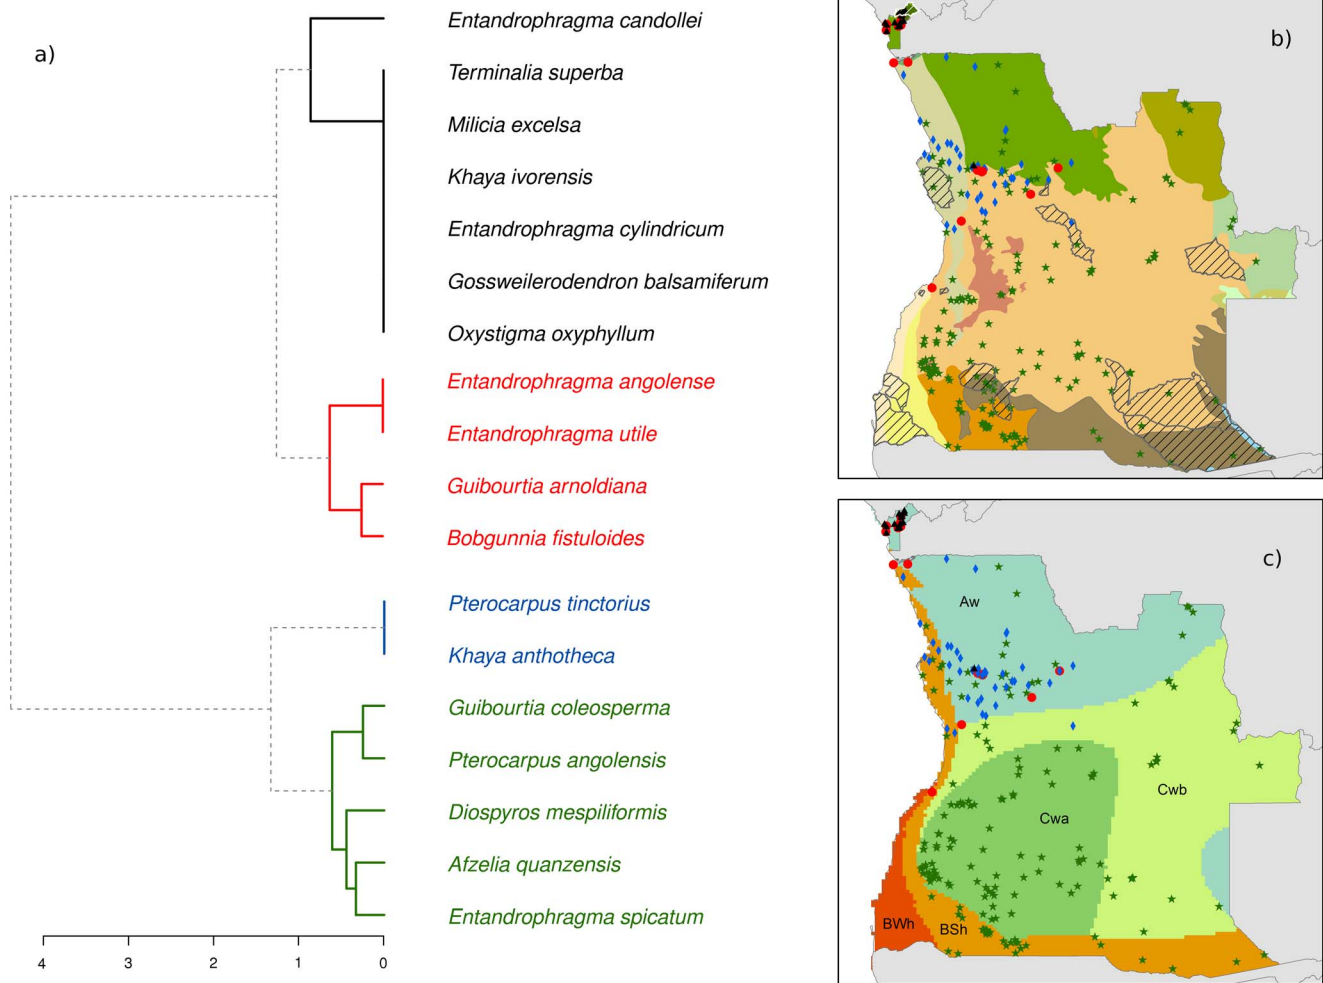 a)
Entandrophragma candollei
Terminalia superba
Milicia excelsa
Khaya ivorensis
Entandrophragma cylindricum
Gossweilerodendron balsamiferum
Oxystigma oxyphyllum
Entandrophragma angolense
Entandrophragma utile
Guibourtia arnoldiana
Bobgunnia fistuloides
Pterocarpus tinctorius
Khaya anthotheca
Guibourtia coleosperma
Pterocarpus angolensis
Diospyros mespiliformis
Afzelia quanzensis
Entandrophragma spicatum
4 3 2 1 0
b)
c)
Aw
Cwb
Cwa
BWh
BSh